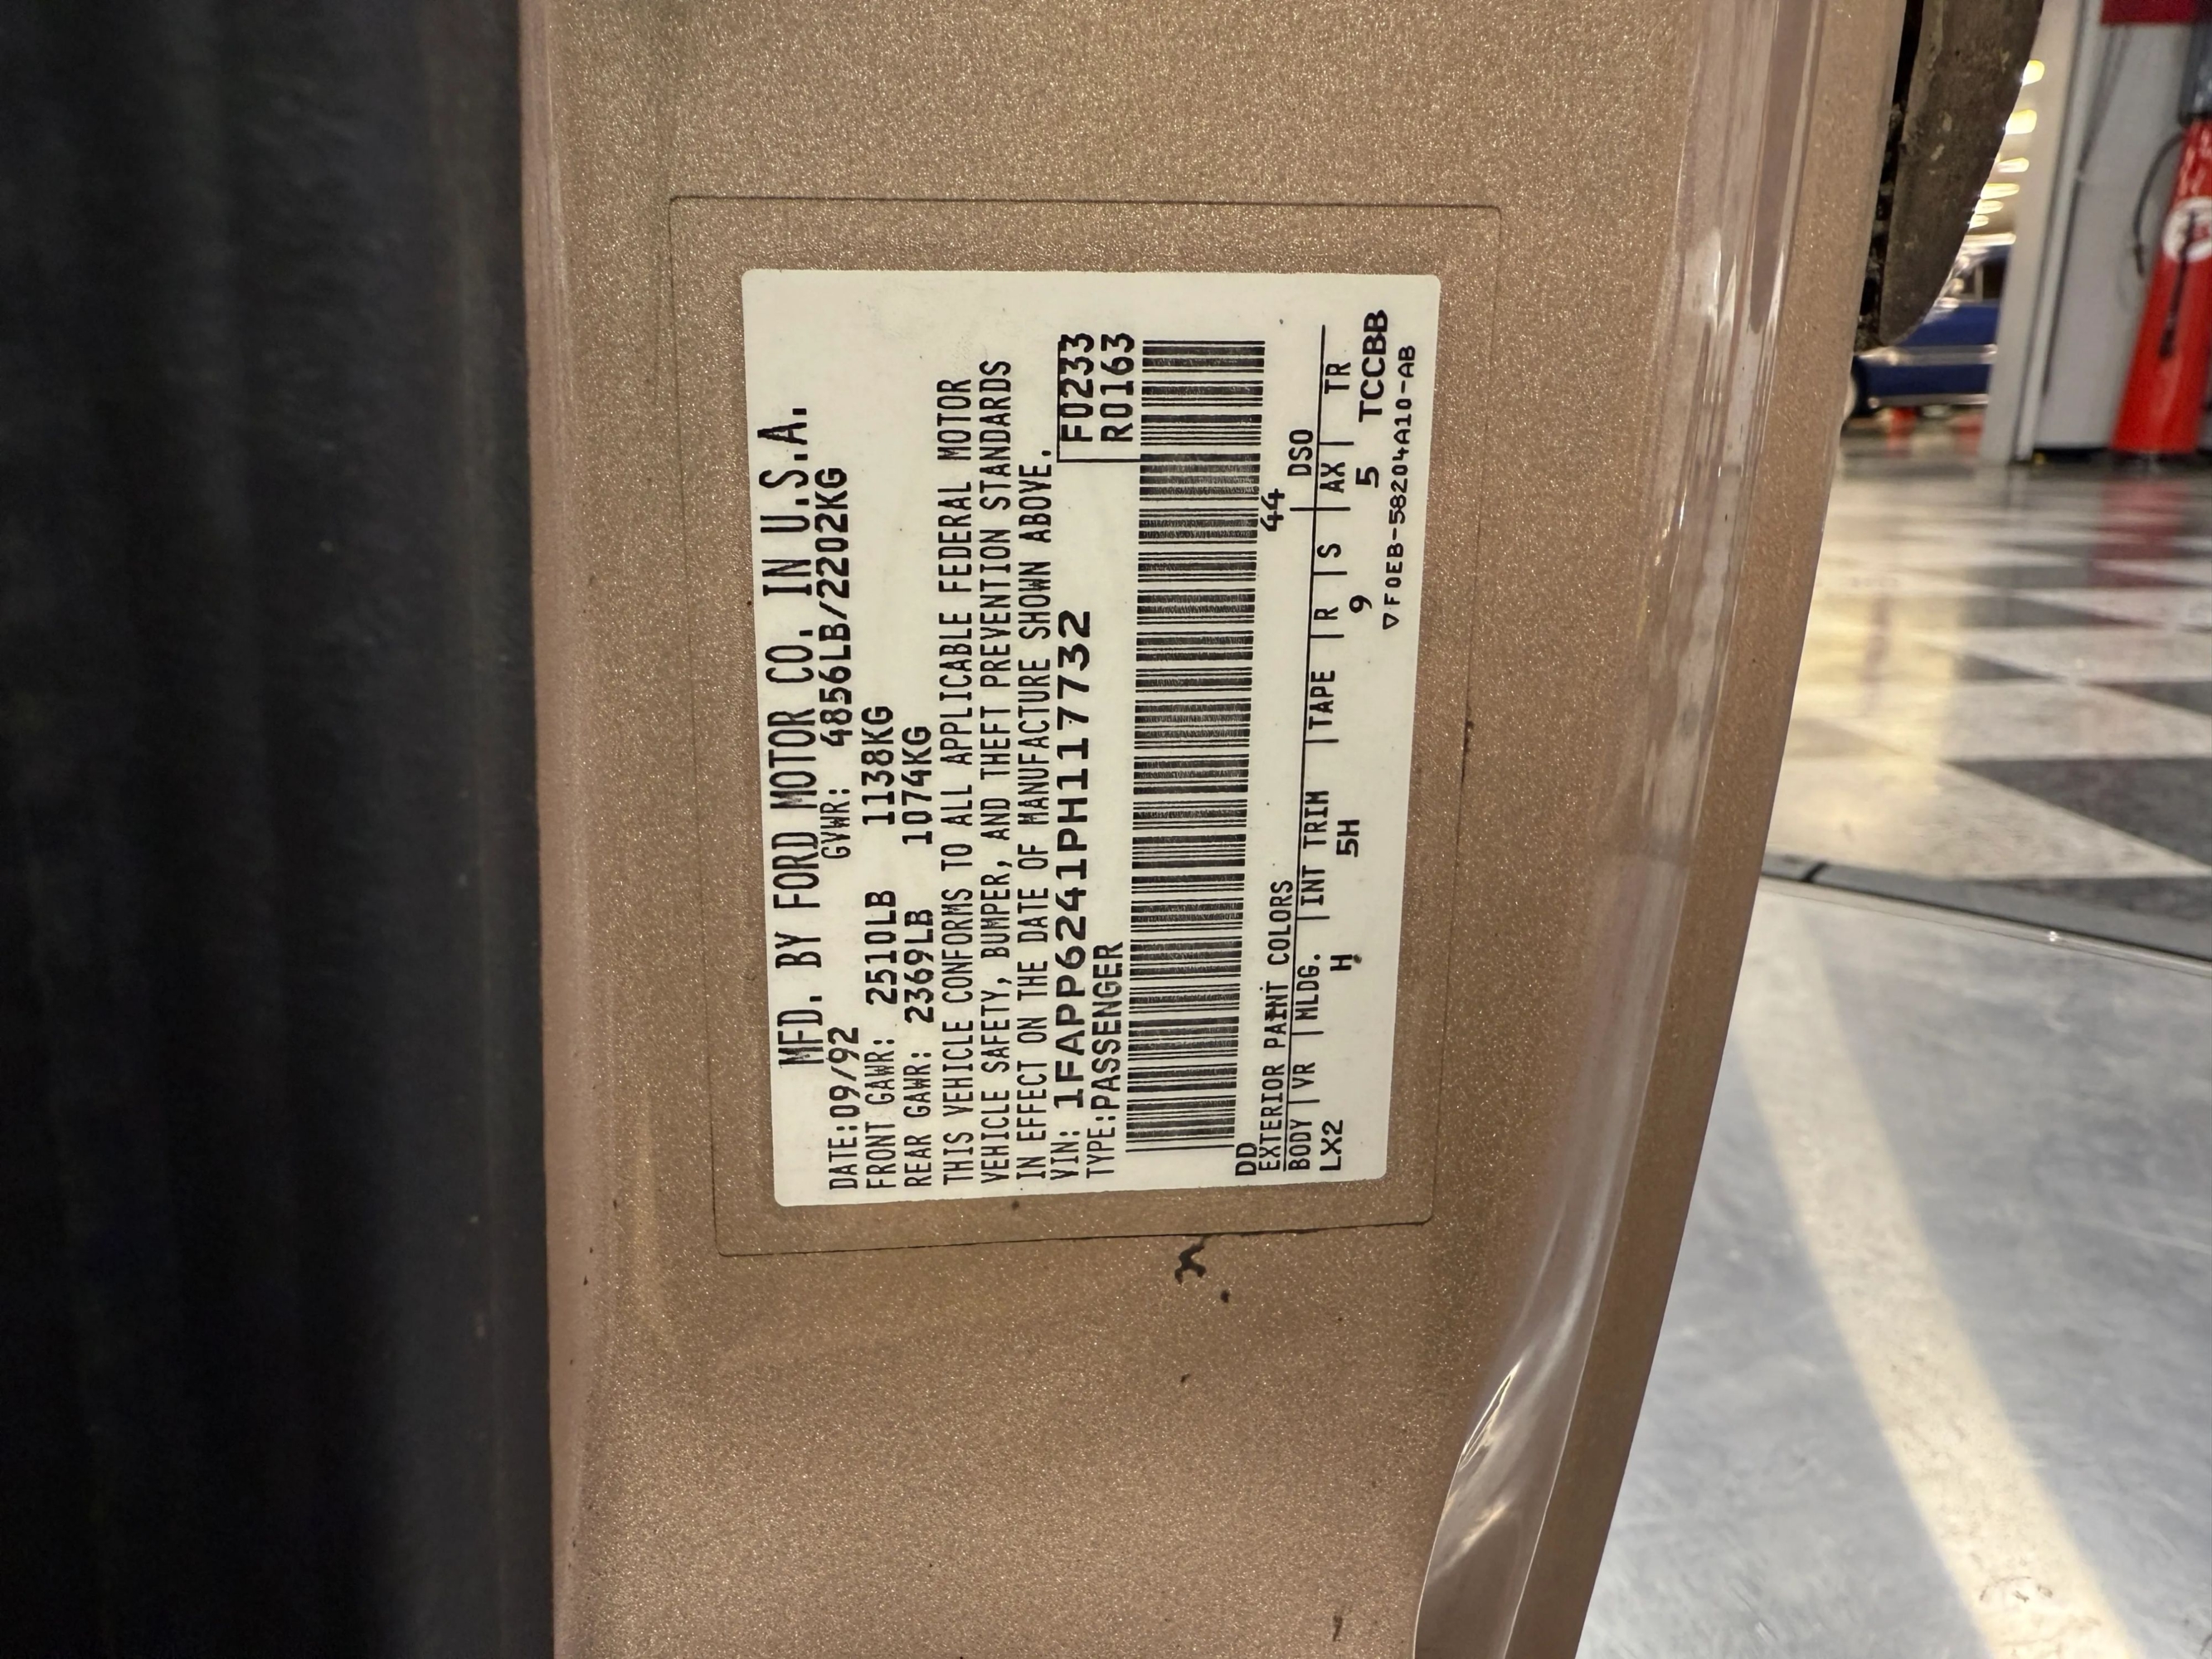 MFD. BY FORD MOTOR CO. IN U.S.A.
DATE:09/92 GVWR: 4856LB/2202KG
FRONT GAWR: 2510LB 1138KG
REAR GAWR: 2369LB 1074KG
THIS VEHICLE CONFORMS TO ALL APPLICABLE FEDERAL MOTOR
VEHICLE SAFETY, BUMPER, AND THEFT PREVENTION STANDARDS
IN EFFECT ON THE DATE OF MANUFACTURE SHOWN ABOVE.
VIN: 1FAPP6241PH117732 F0233
TYPE:PASSENGER R0163
DD 44
EXTERIOR PAINT COLORS DSO
BODY | VR | MLDG. | INT TRIM | TAPE | R | S | AX | TR
LX2 H 5H 9 5 TCCBB
▽F0EB-58204A10-AB